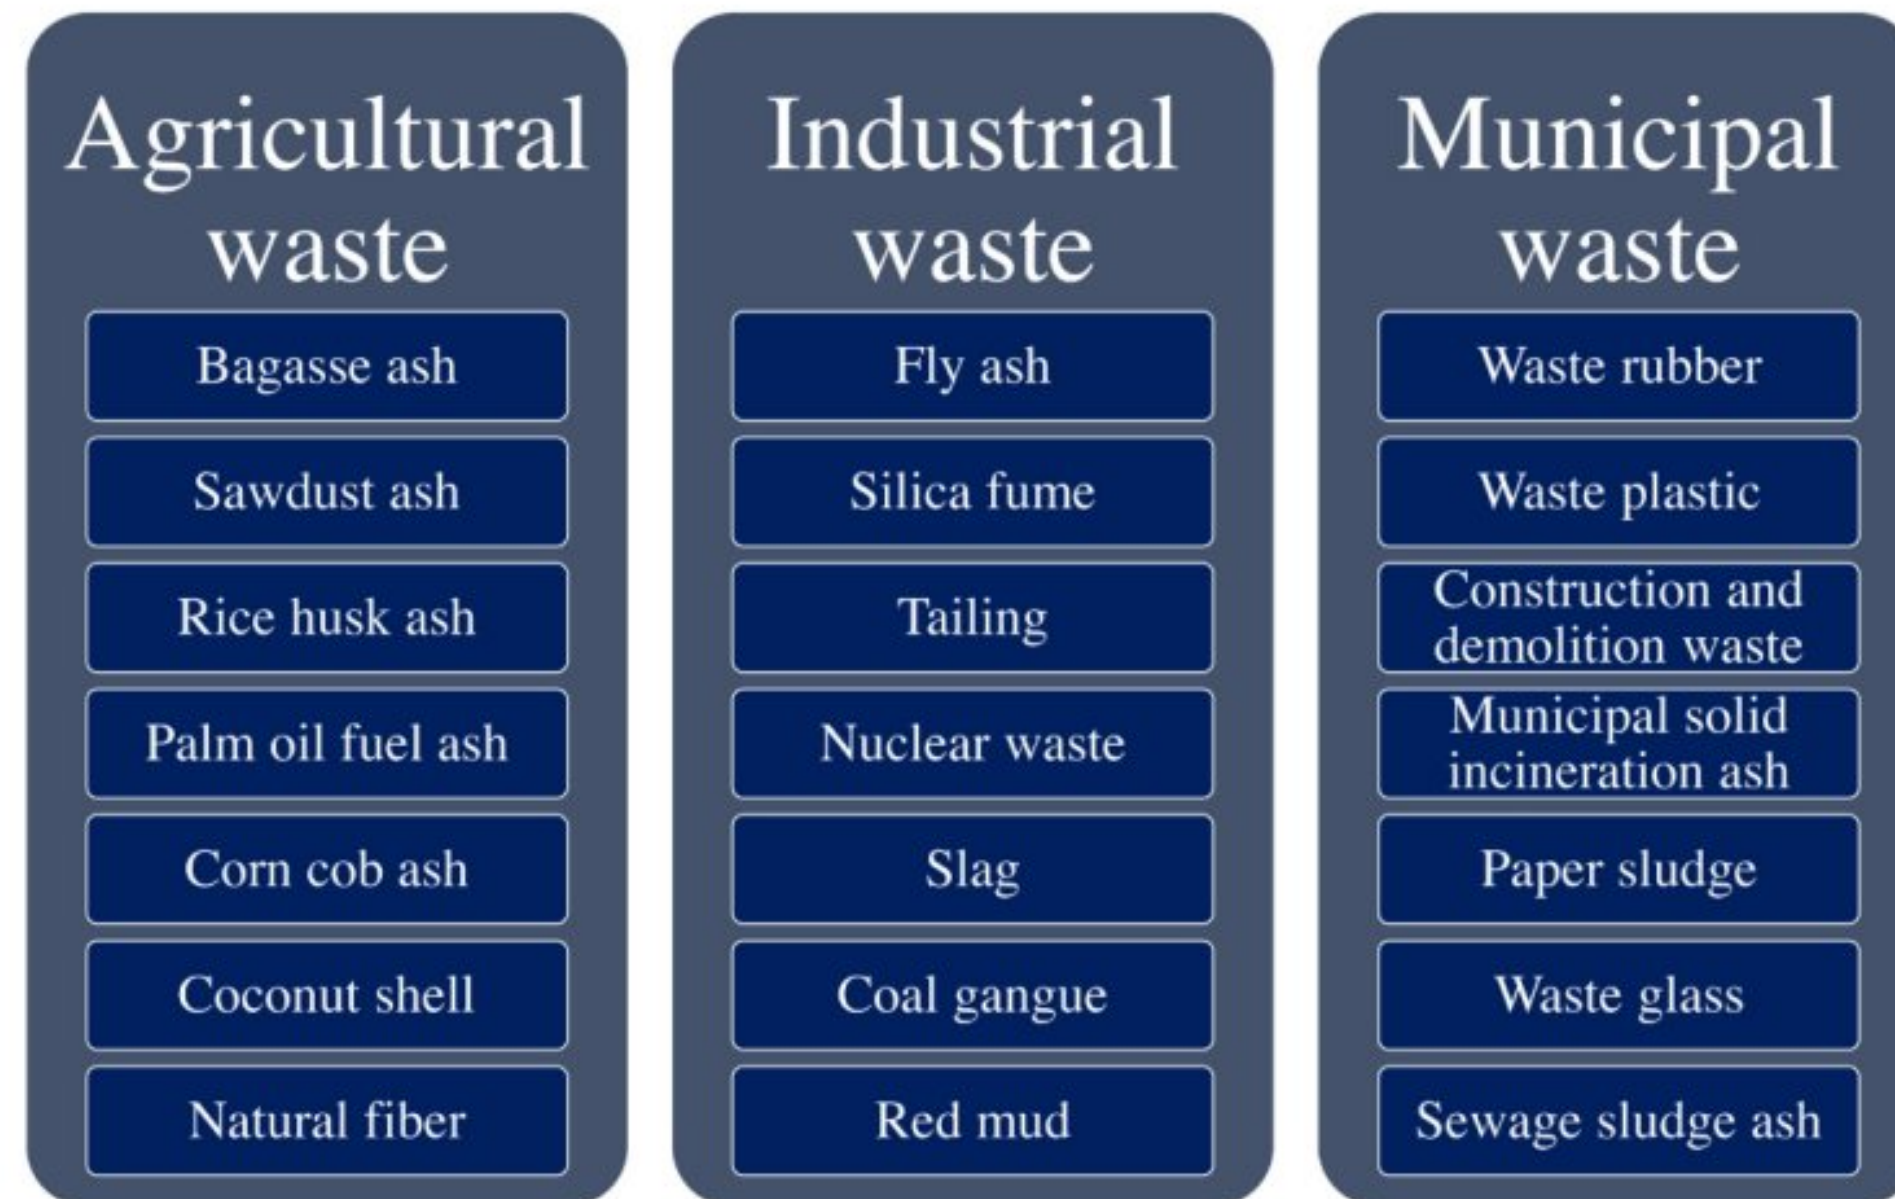 Agricultural
waste
Bagasse ash
Sawdust ash
Rice husk ash
Palm oil fuel ash
Corn cob ash
Coconut shell
Natural fiber
Industrial
waste
Fly ash
Silica fume
Tailing
Nuclear waste
Slag
Coal gangue
Red mud
Municipal
waste
Waste rubber
Waste plastic
Construction and
demolition waste
Municipal solid
incineration ash
Paper sludge
Waste glass
Sewage sludge ash